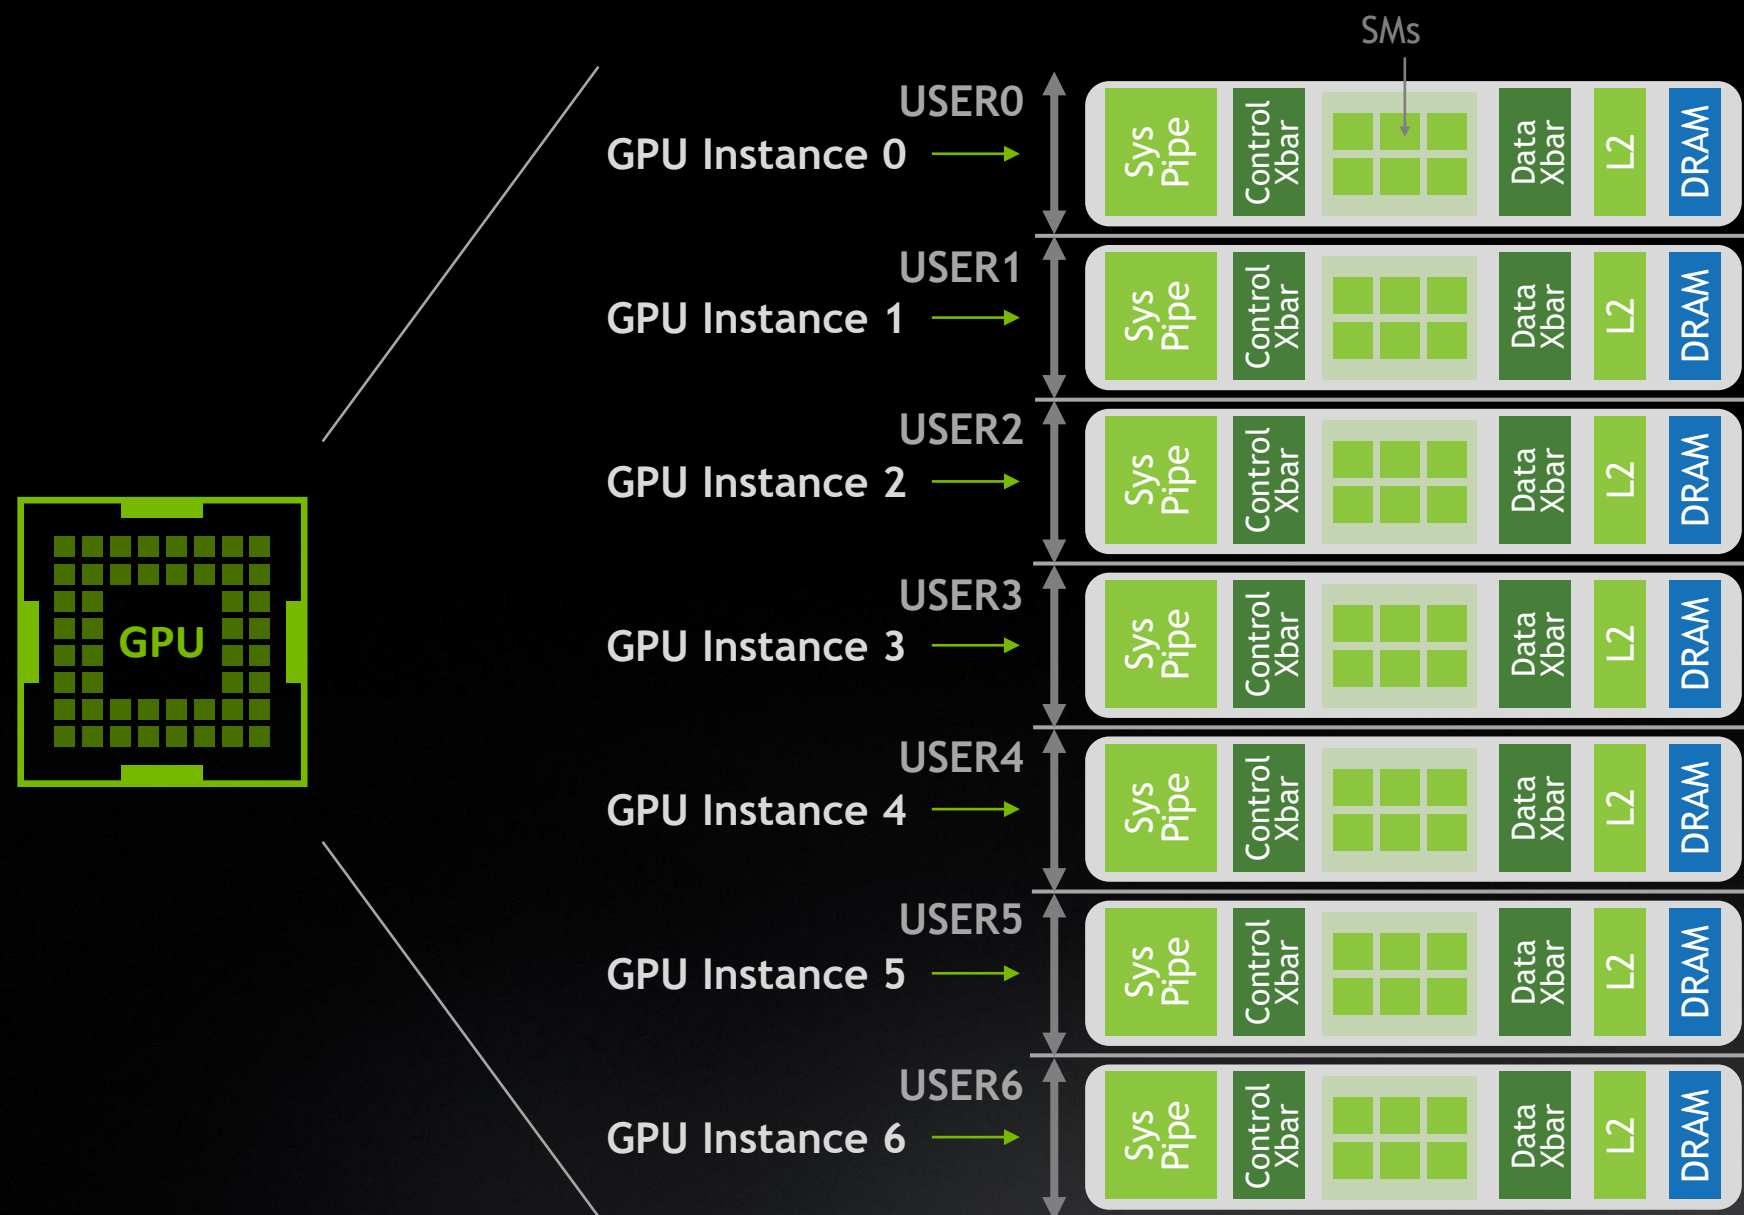 SMs
USER0
GPU Instance 0
Sys
Pipe
Control
Xbar
Data
Xbar
L2
DRAM
USER1
GPU Instance 1
Sys
Pipe
Control
Xbar
Data
Xbar
L2
DRAM
USER2
GPU Instance 2
Sys
Pipe
Control
Xbar
Data
Xbar
L2
DRAM
GPU
USER3
GPU Instance 3
Sys
Pipe
Control
Xbar
Data
Xbar
L2
DRAM
USER4
GPU Instance 4
Sys
Pipe
Control
Xbar
Data
Xbar
L2
DRAM
USER5
GPU Instance 5
Sys
Pipe
Control
Xbar
Data
Xbar
L2
DRAM
USER6
GPU Instance 6
Sys
Pipe
Control
Xbar
Data
Xbar
L2
DRAM